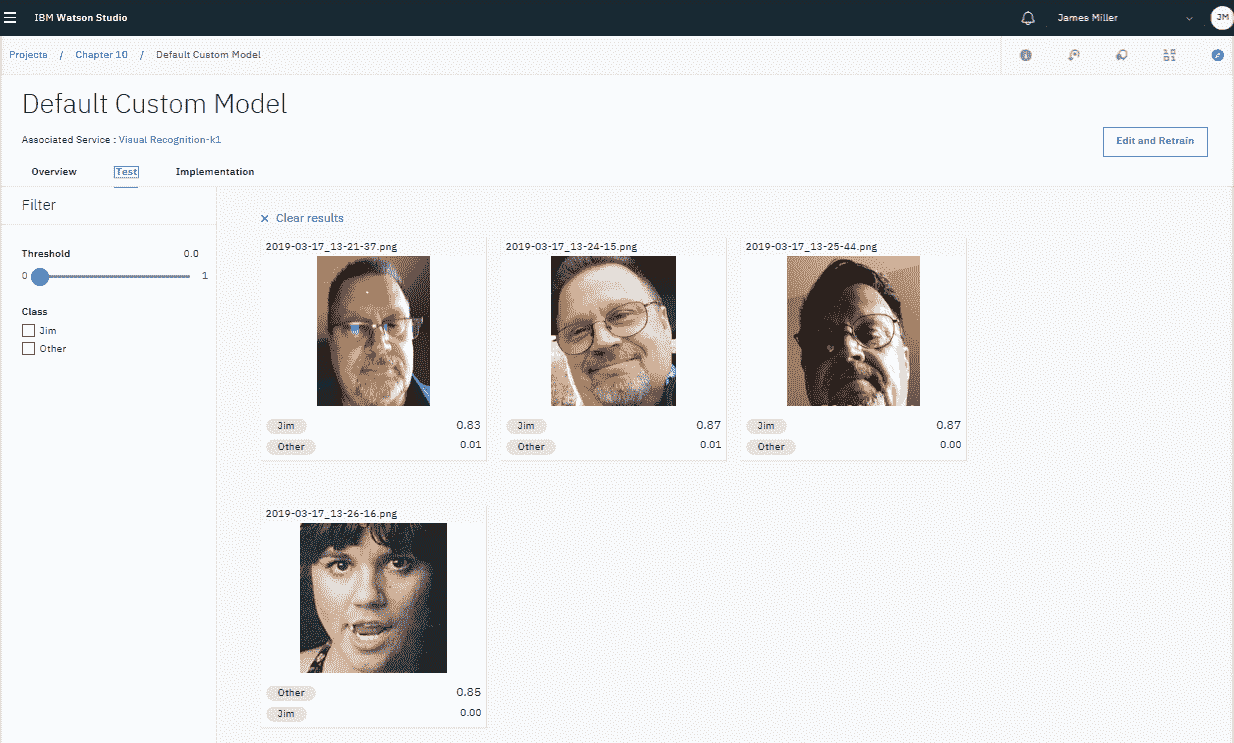 IBM Watson Studio
James Miller
JM
Projects / Chapter 10 / Default Custom Model
Default Custom Model
Associated Service : Visual Recognition-k1
Edit and Retrain
Overview Test Implementation
Filter
Threshold 0.0
0 1
Class
Jim
Other
× Clear results
2019-03-17_13-21-37.png
Jim 0.83
Other 0.01
2019-03-17_13-24-15.png
Jim 0.87
Other 0.01
2019-03-17_13-25-44.png
Jim 0.87
Other 0.00
2019-03-17_13-26-16.png
Other 0.85
Jim 0.00